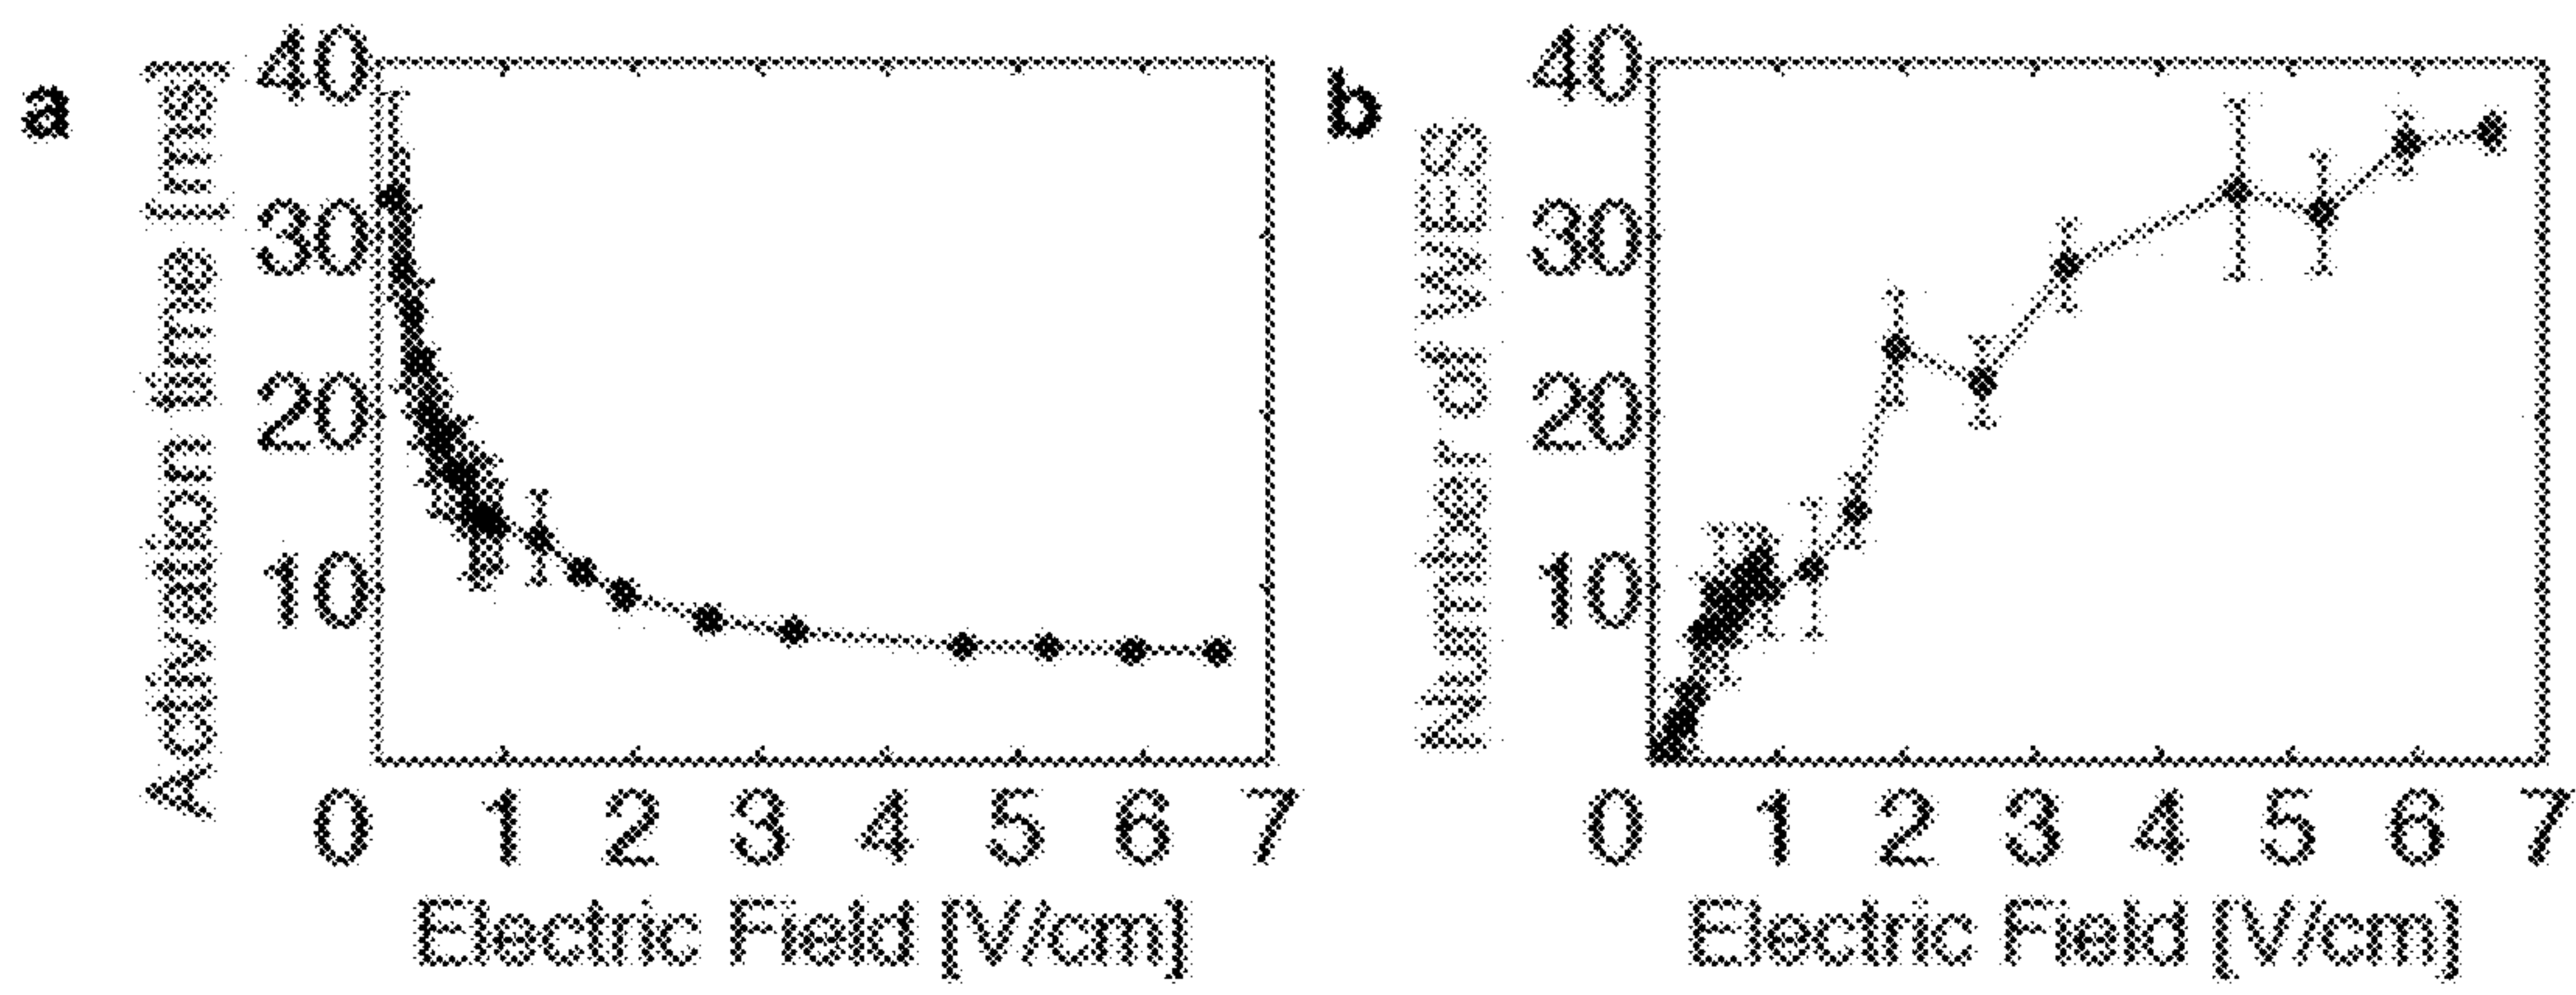 a
Activation time [ms]
40
30
20
10
0 1 2 3 4 5 6 7
Electric Field [V/cm]
b
Number of WES
40
30
20
10
0 1 2 3 4 5 6 7
Electric Field [V/cm]